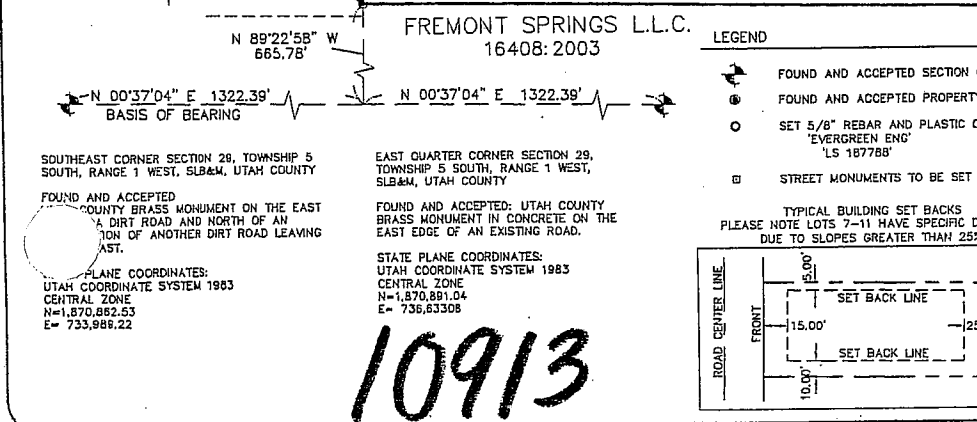 N 89°22'58" W
665.78'
FREMONT SPRINGS L.L.C.
16408:2003
N 00°37'04" E 1322.39'
BASIS OF BEARING
N 00°37'04" E 1322.39'
SOUTHEAST CORNER SECTION 29, TOWNSHIP 5
SOUTH, RANGE 1 WEST, SLB&M, UTAH COUNTY
FOUND AND ACCEPTED
COUNTY BRASS MONUMENT ON THE EAST
A DIRT ROAD AND NORTH OF AN
ION OF ANOTHER DIRT ROAD LEAVING
AST.
PLANE COORDINATES:
UTAH COORDINATE SYSTEM 1983
CENTRAL ZONE
N=1,870,862.53
E= 733,989.22
EAST QUARTER CORNER SECTION 29,
TOWNSHIP 5 SOUTH, RANGE 1 WEST,
SLB&M, UTAH COUNTY
FOUND AND ACCEPTED: UTAH COUNTY
BRASS MONUMENT IN CONCRETE ON THE
EAST EDGE OF AN EXISTING ROAD.
STATE PLANE COORDINATES:
UTAH COORDINATE SYSTEM 1983
CENTRAL ZONE
N=1,870,891.04
E= 736,63308
10913
LEGEND
FOUND AND ACCEPTED SECTION
FOUND AND ACCEPTED PROPERTY
SET 5/8" REBAR AND PLASTIC C
'EVERGREEN ENG'
'LS 187788'
STREET MONUMENTS TO BE SET
TYPICAL BUILDING SET BACKS
PLEASE NOTE LOTS 7-11 HAVE SPECIFIC D
DUE TO SLOPES GREATER THAN 25%
ROAD CENTER LINE
FRONT
5.00'
SET BACK LINE
15.00'
25
SET BACK LINE
10.00'